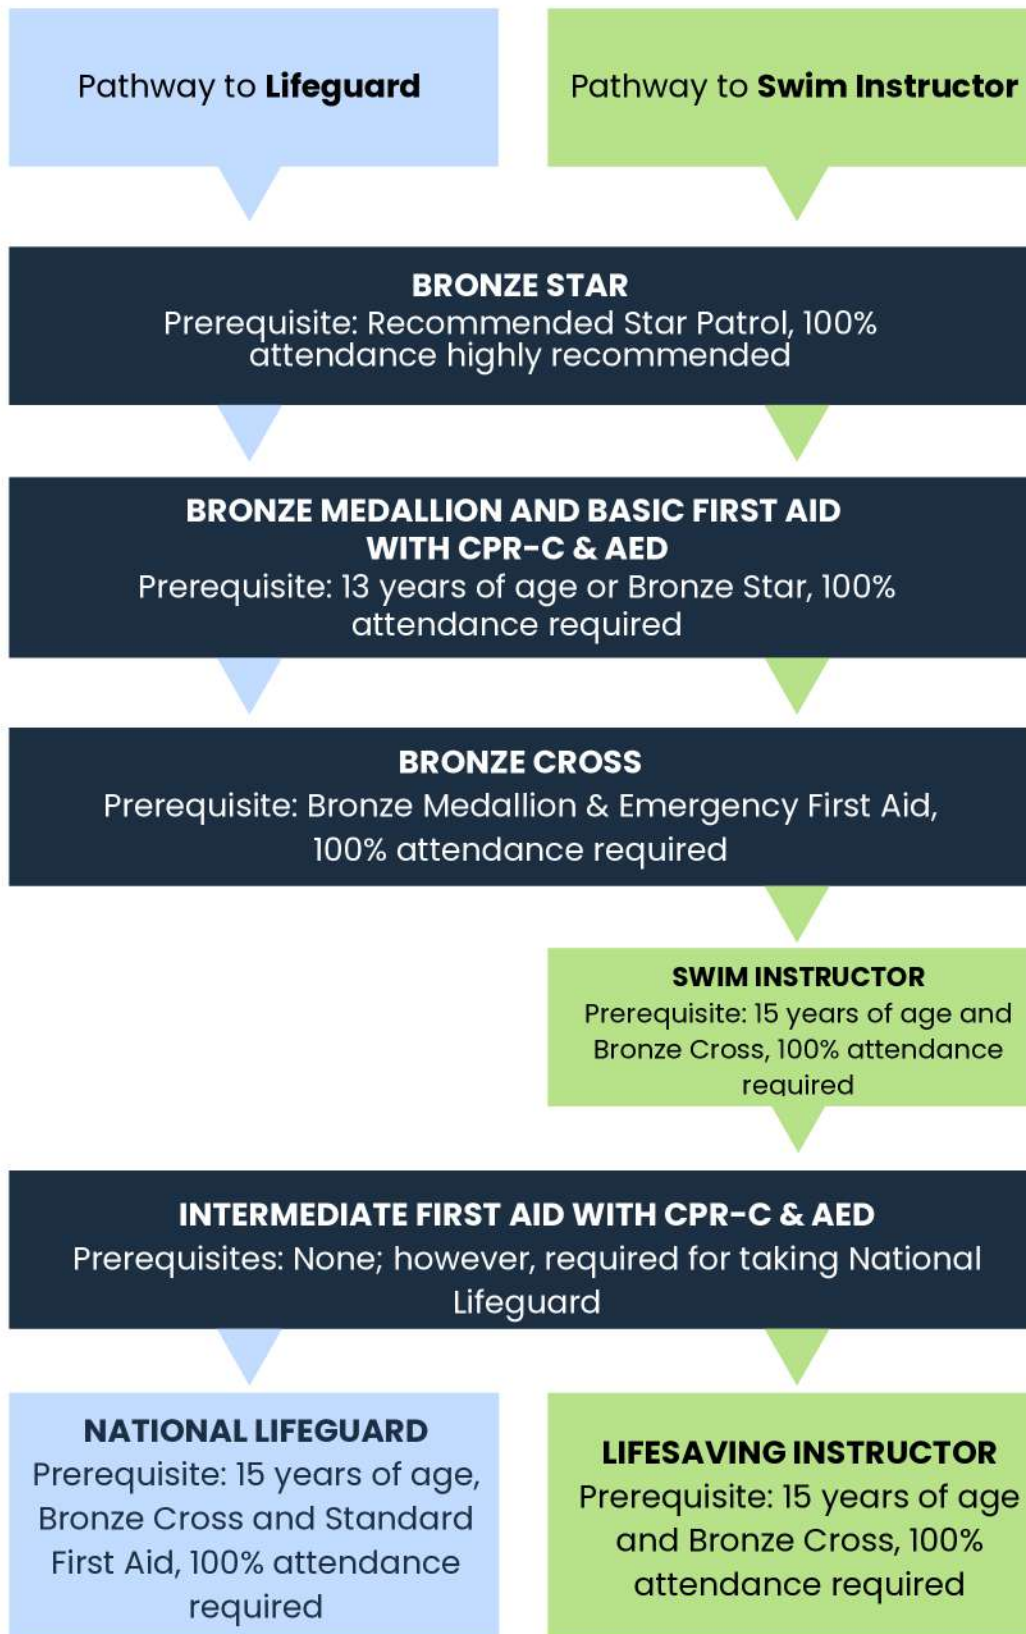 Pathway to Lifeguard
Pathway to Swim Instructor
BRONZE STAR
Prerequisite: Recommended Star Patrol, 100%
attendance highly recommended
BRONZE MEDALLION AND BASIC FIRST AID
WITH CPR-C & AED
Prerequisite: 13 years of age or Bronze Star, 100%
attendance required
BRONZE CROSS
Prerequisite: Bronze Medallion & Emergency First Aid,
100% attendance required
SWIM INSTRUCTOR
Prerequisite: 15 years of age and
Bronze Cross, 100% attendance
required
INTERMEDIATE FIRST AID WITH CPR-C & AED
Prerequisites: None; however, required for taking National
Lifeguard
NATIONAL LIFEGUARD
Prerequisite: 15 years of age,
Bronze Cross and Standard
First Aid, 100% attendance
required
LIFESAVING INSTRUCTOR
Prerequisite: 15 years of age
and Bronze Cross, 100%
attendance required